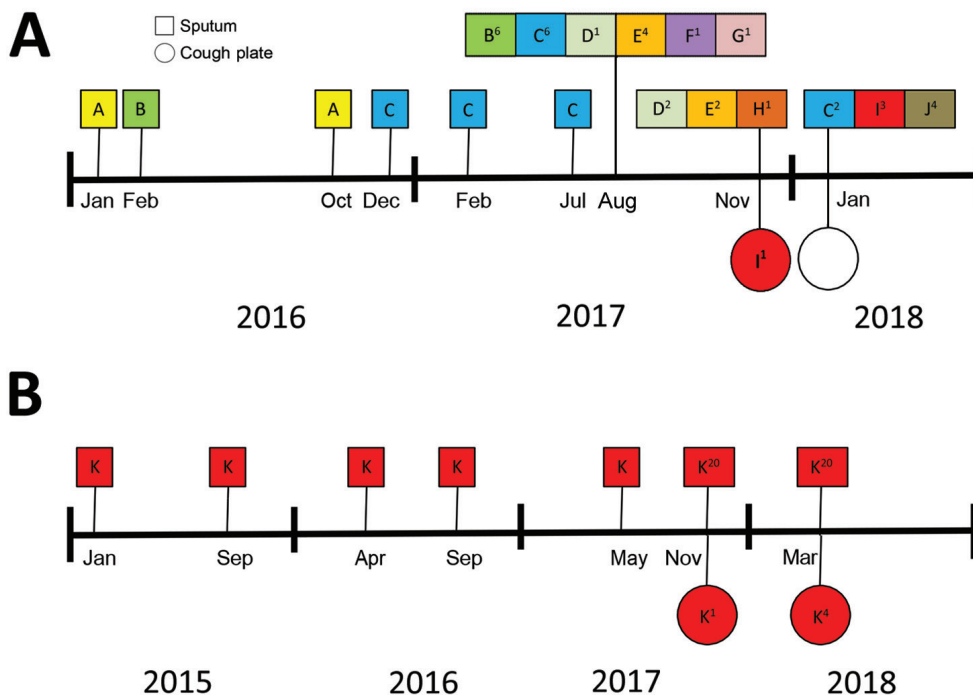 A
Sputum
Cough plate
B⁶ C⁶ D¹ E⁴ F¹ G¹
A B A C C C D² E² H¹ C² I³ J⁴
Jan Feb Oct Dec Feb Jul Aug Nov Jan
I¹
2016 2017 2018
B
K K K K K K²⁰ K²⁰
Jan Sep Apr Sep May Nov Mar
K¹ K⁴
2015 2016 2017 2018